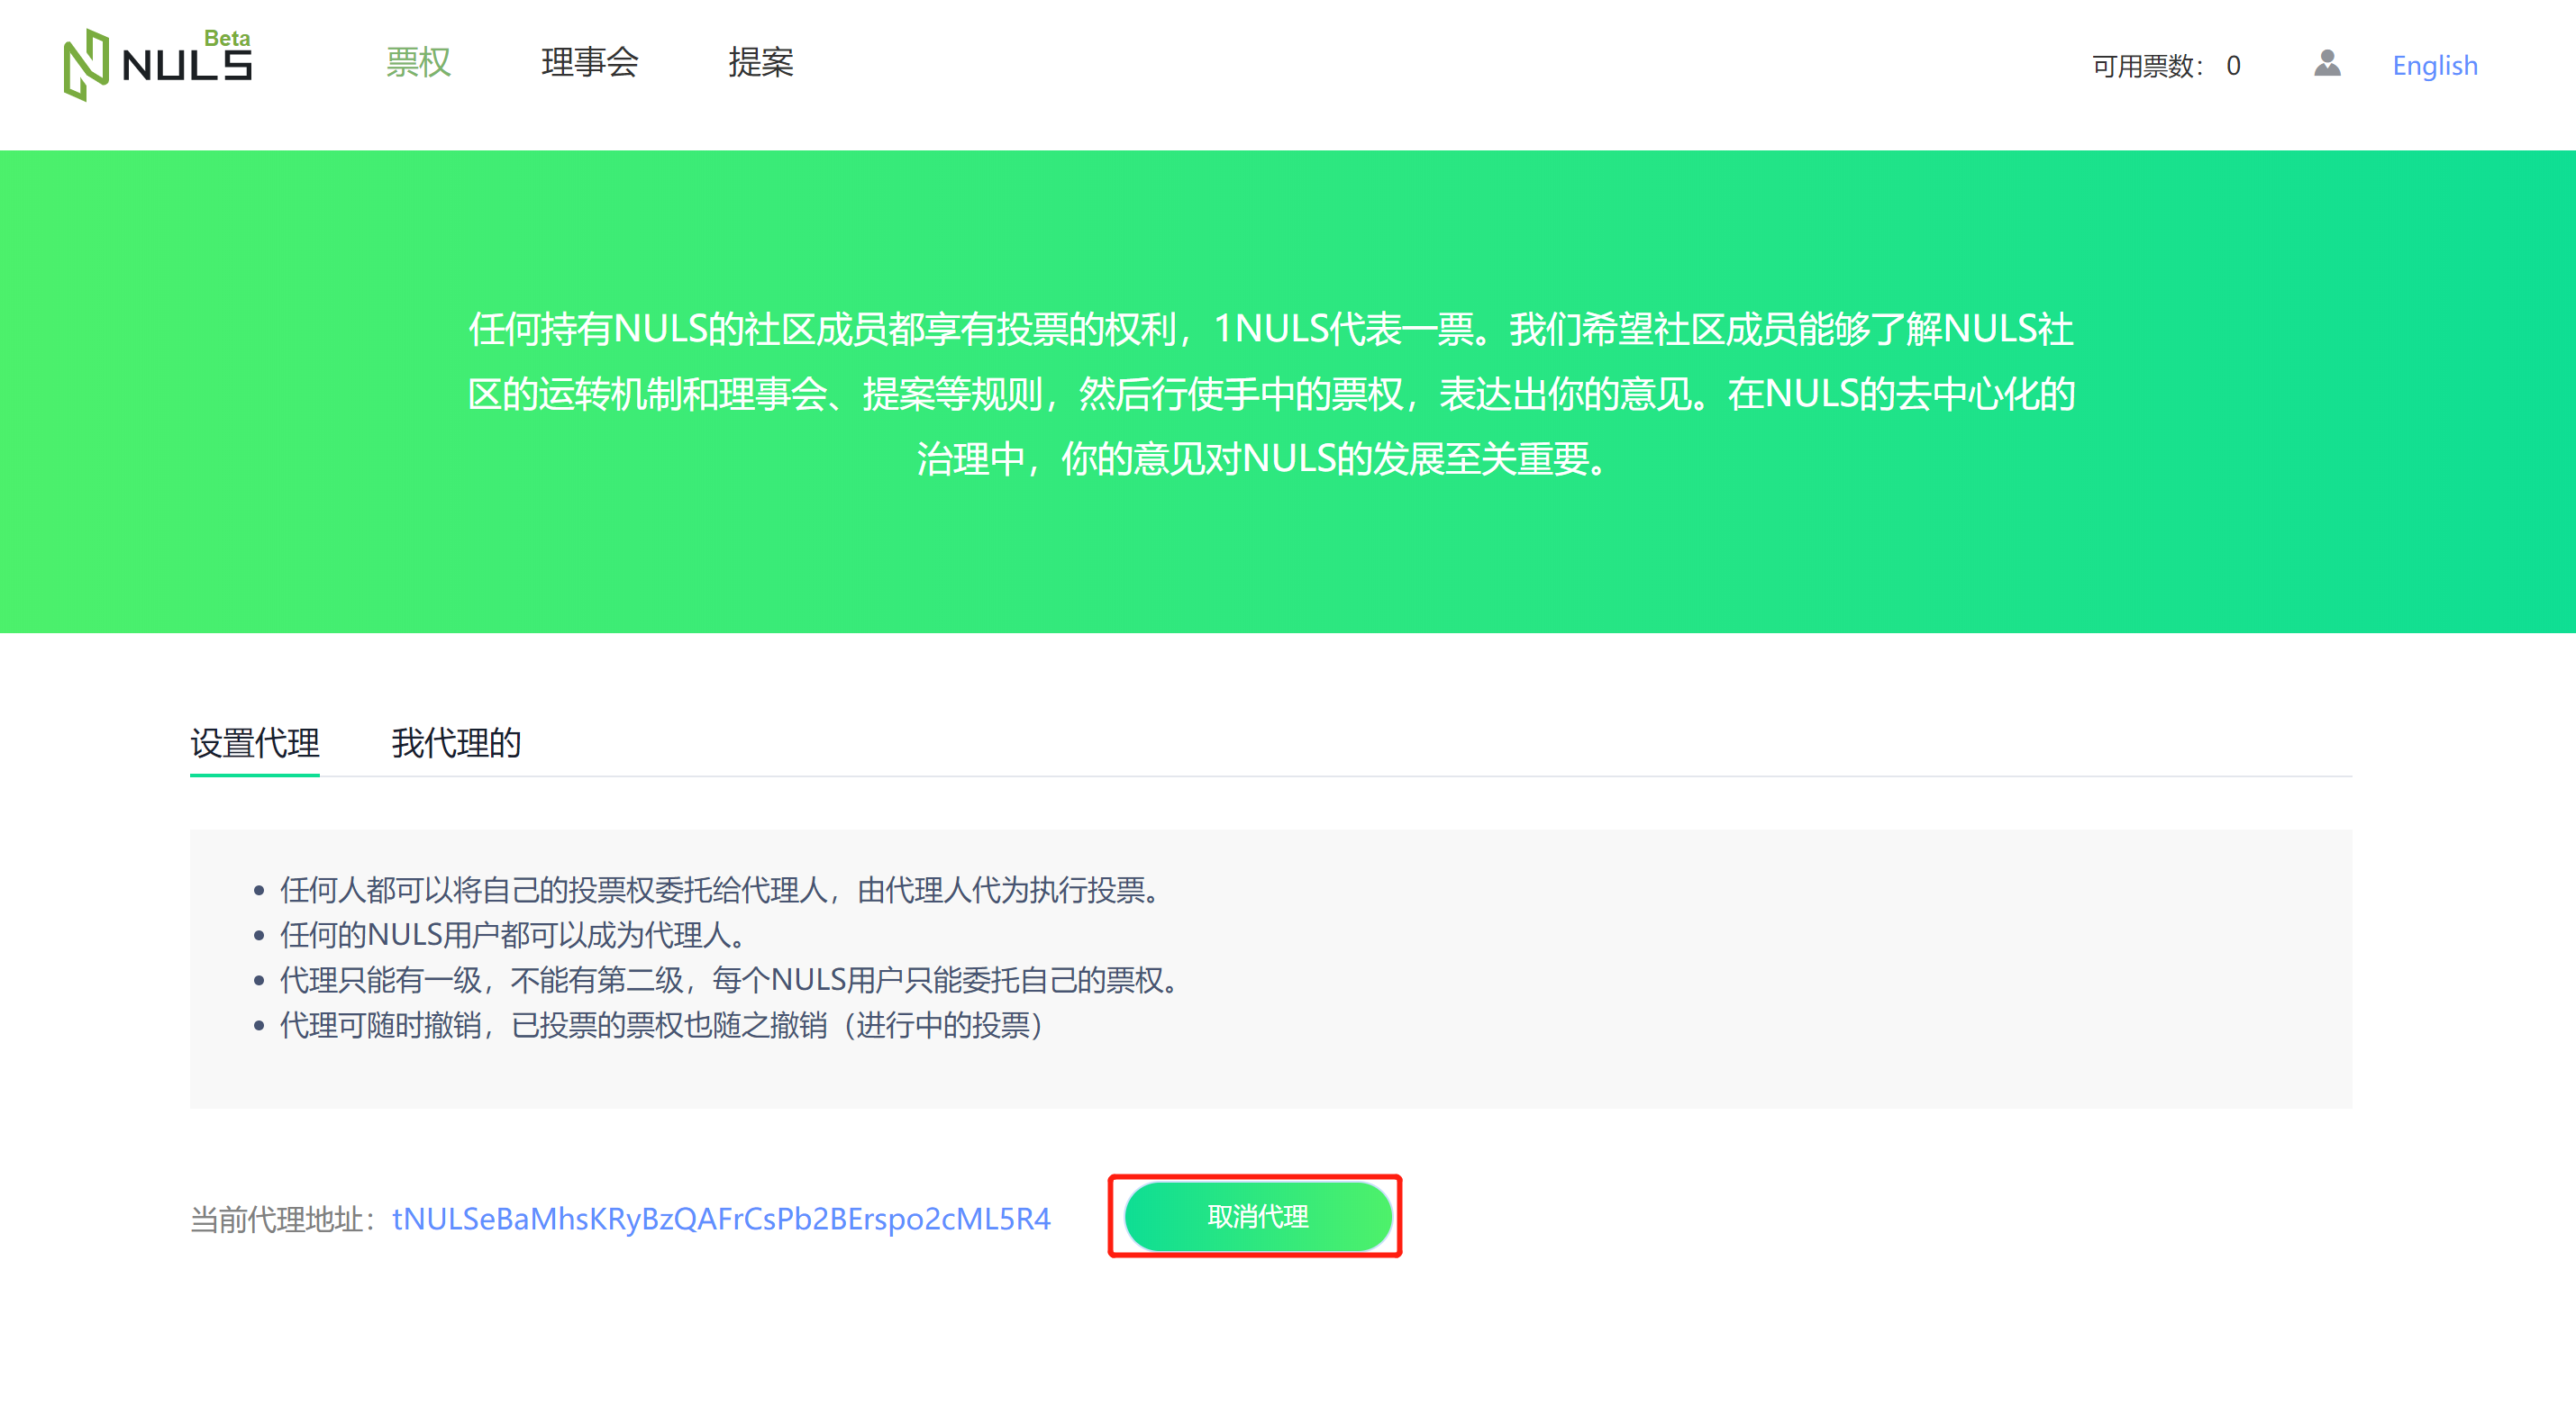 NULS Beta
票权 理事会 提案 可用票数： 0 English
任何持有NULS的社区成员都享有投票的权利，1NULS代表一票。我们希望社区成员能够了解NULS社
区的运转机制和理事会、提案等规则，然后行使手中的票权，表达出你的意见。在NULS的去中心化的
治理中，你的意见对NULS的发展至关重要。
设置代理 我代理的
• 任何人都可以将自己的投票权委托给代理人，由代理人代为执行投票。
• 任何的NULS用户都可以成为代理人。
• 代理只能有一级，不能有第二级，每个NULS用户只能委托自己的票权。
• 代理可随时撤销，已投票的票权也随之撤销（进行中的投票）
当前代理地址：tNULSeBaMhsKRyBzQAFrCsPb2BErspo2cML5R4 取消代理